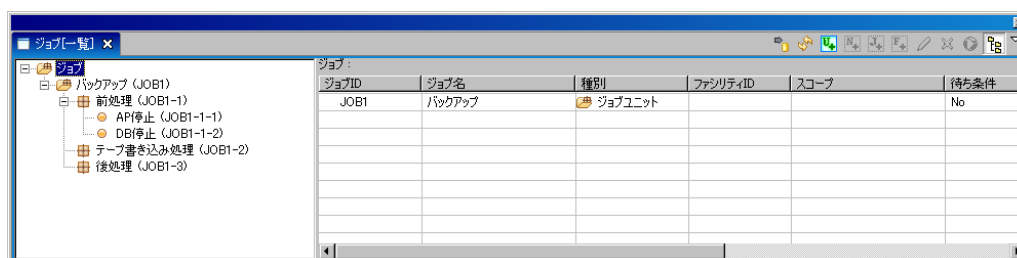 ジョブ[一覧]
ジョブ
バックアップ (JOB1)
前処理 (JOB1-1)
AP停止 (JOB1-1-1)
DB停止 (JOB1-1-2)
テープ書き込み処理 (JOB1-2)
後処理 (JOB1-3)
ジョブ :
ジョブID ジョブ名 種別 ファシリティID スコープ 待ち条件
JOB1 バックアップ ジョブユニット No